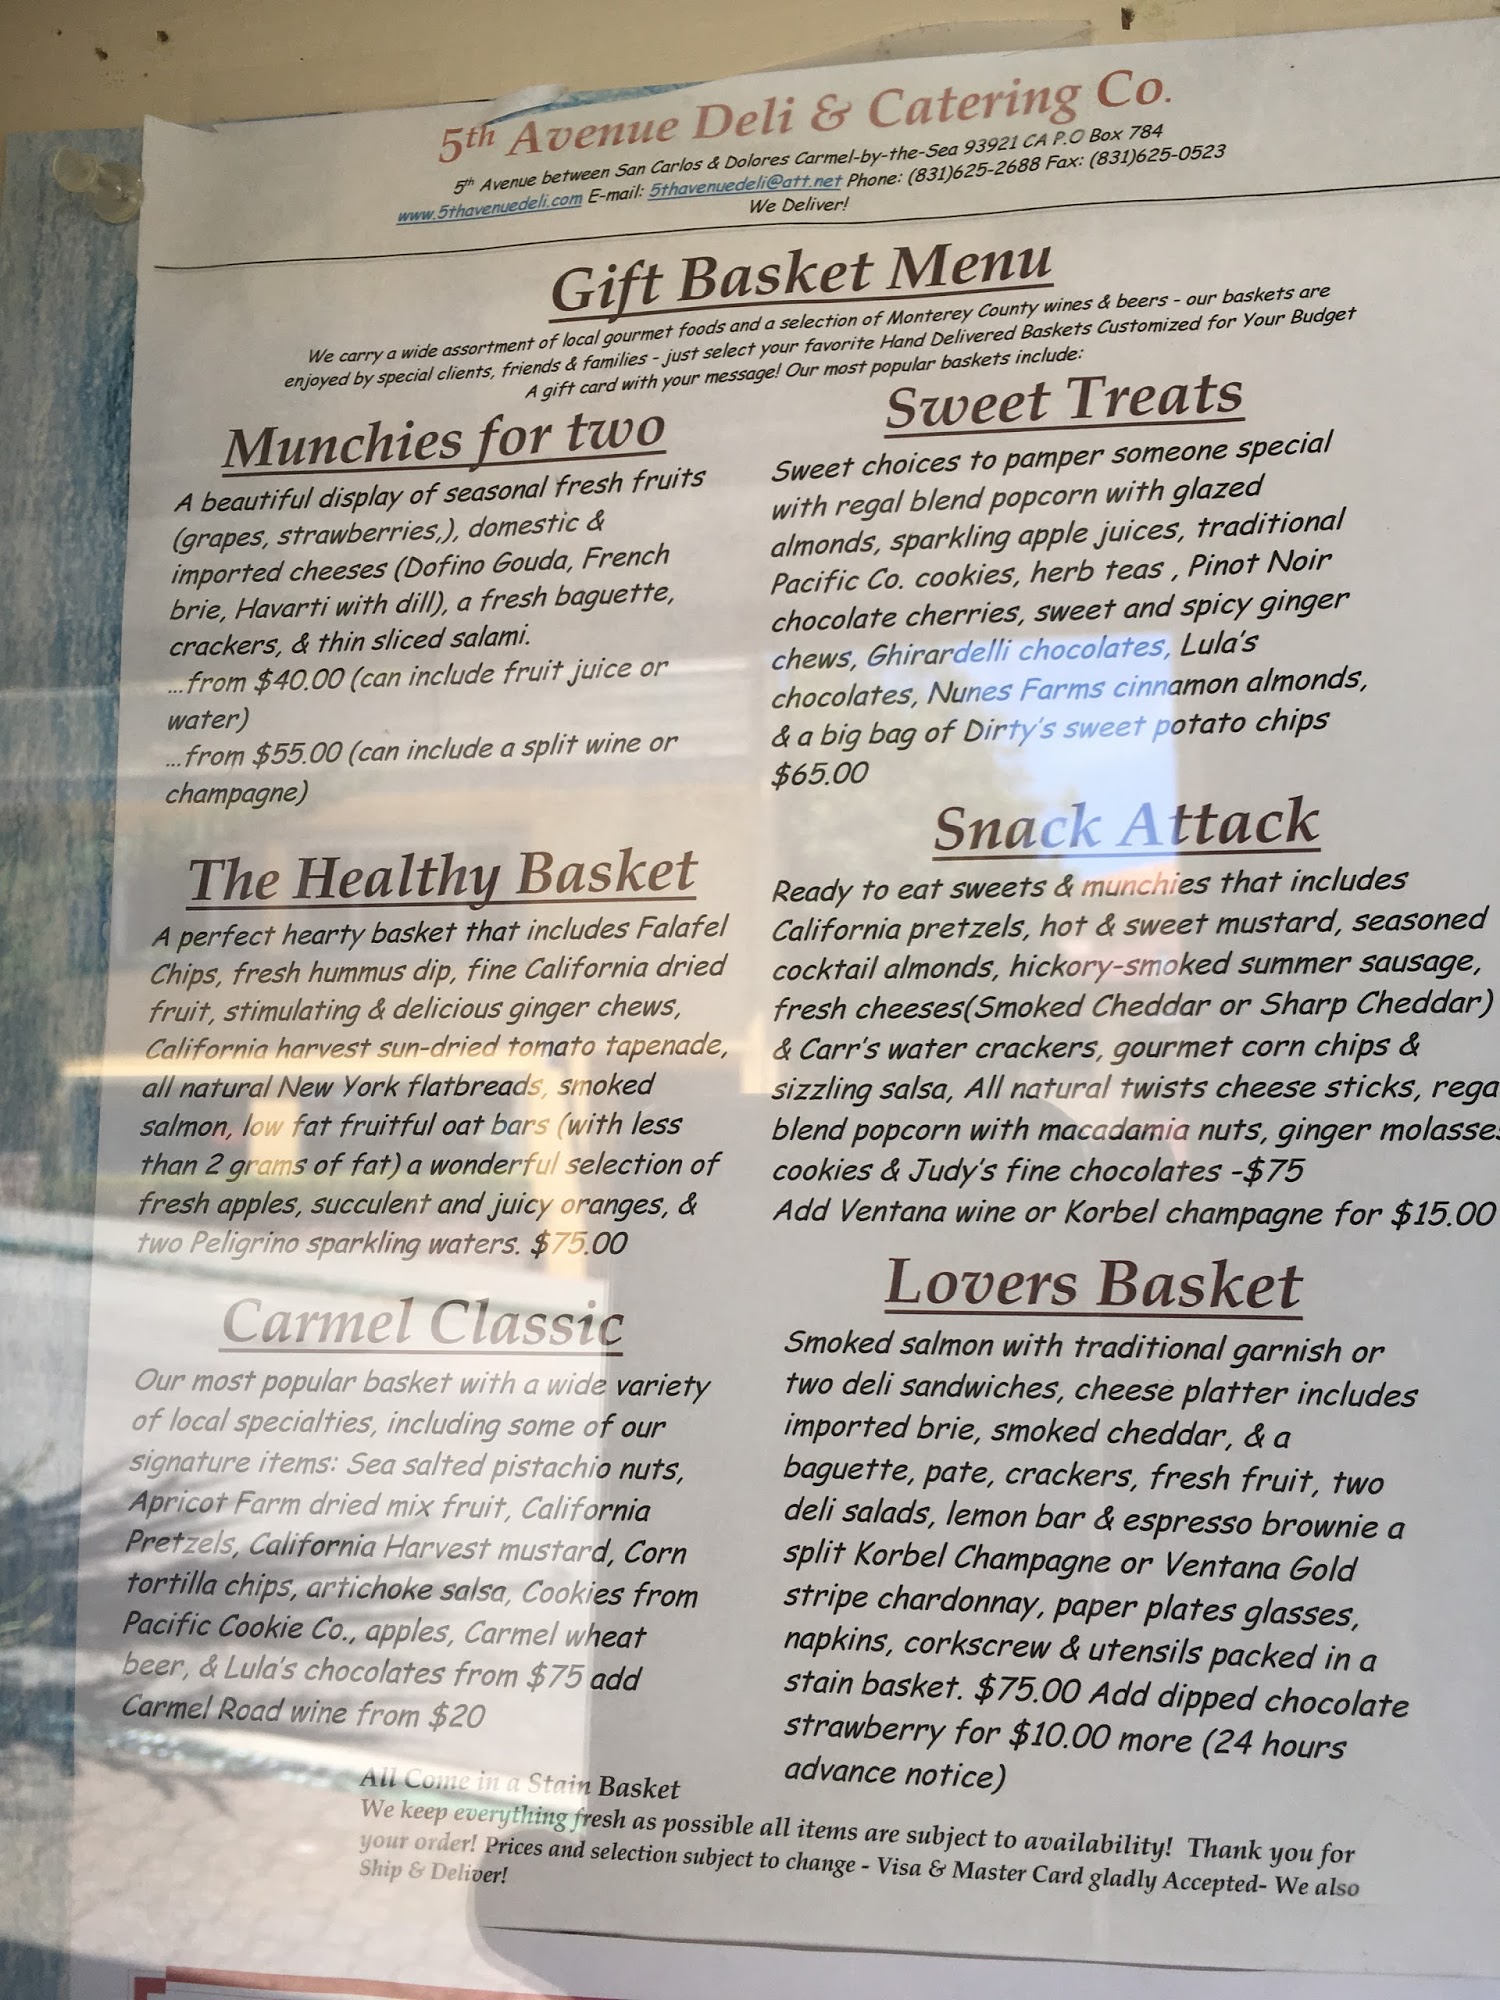 5th Avenue Deli & Catering Co.
5th Avenue between San Carlos & Dolores Carmel-by-the-Sea 93921 CA P.O Box 784
www.5thavenuedeli.com E-mail: 5thavenuedeli@att.net Phone: (831)625-2688 Fax: (831)625-0523
We Deliver!
Gift Basket Menu
We carry a wide assortment of local gourmet foods and a selection of Monterey County wines & beers - our baskets are
enjoyed by special clients, friends & families - just select your favorite Hand Delivered Baskets Customized for Your Budget
A gift card with your message! Our most popular baskets include:
Munchies for two
A beautiful display of seasonal fresh fruits
(grapes, strawberries,), domestic &
imported cheeses (Dofino Gouda, French
brie, Havarti with dill), a fresh baguette,
crackers, & thin sliced salami.
...from $40.00 (can include fruit juice or
water)
...from $55.00 (can include a split wine or
champagne)
The Healthy Basket
A perfect hearty basket that includes Falafel
Chips, fresh hummus dip, fine California dried
fruit, stimulating & delicious ginger chews,
California harvest sun-dried tomato tapenade,
all natural New York flatbreads, smoked
salmon, low fat fruitful oat bars (with less
than 2 grams of fat) a wonderful selection of
fresh apples, succulent and juicy oranges, &
two Peligrino sparkling waters. $75.00
Carmel Classic
Our most popular basket with a wide variety
of local specialties, including some of our
signature items: Sea salted pistachio nuts,
Apricot Farm dried mix fruit, California
Pretzels, California Harvest mustard, Corn
tortilla chips, artichoke salsa, Cookies from
Pacific Cookie Co., apples, Carmel wheat
beer, & Lula's chocolates from $75 add
Carmel Road wine from $20
Sweet Treats
Sweet choices to pamper someone special
with regal blend popcorn with glazed
almonds, sparkling apple juices, traditional
Pacific Co. cookies, herb teas , Pinot Noir
chocolate cherries, sweet and spicy ginger
chews, Ghirardelli chocolates, Lula's
chocolates, Nunes Farms cinnamon almonds,
& a big bag of Dirty's sweet potato chips
$65.00
Snack Attack
Ready to eat sweets & munchies that includes
California pretzels, hot & sweet mustard, seasoned
cocktail almonds, hickory-smoked summer sausage,
fresh cheeses(Smoked Cheddar or Sharp Cheddar)
& Carr's water crackers, gourmet corn chips &
sizzling salsa, All natural twists cheese sticks, rega
blend popcorn with macadamia nuts, ginger molasses
cookies & Judy's fine chocolates -$75
Add Ventana wine or Korbel champagne for $15.00
Lovers Basket
Smoked salmon with traditional garnish or
two deli sandwiches, cheese platter includes
imported brie, smoked cheddar, & a
baguette, pate, crackers, fresh fruit, two
deli salads, lemon bar & espresso brownie a
split Korbel Champagne or Ventana Gold
stripe chardonnay, paper plates glasses,
napkins, corkscrew & utensils packed in a
stain basket. $75.00 Add dipped chocolate
strawberry for $10.00 more (24 hours
advance notice)
All Come in a Stain Basket
We keep everything fresh as possible all items are subject to availability! Thank you for
your order! Prices and selection subject to change - Visa & Master Card gladly Accepted- We also
Ship & Deliver!